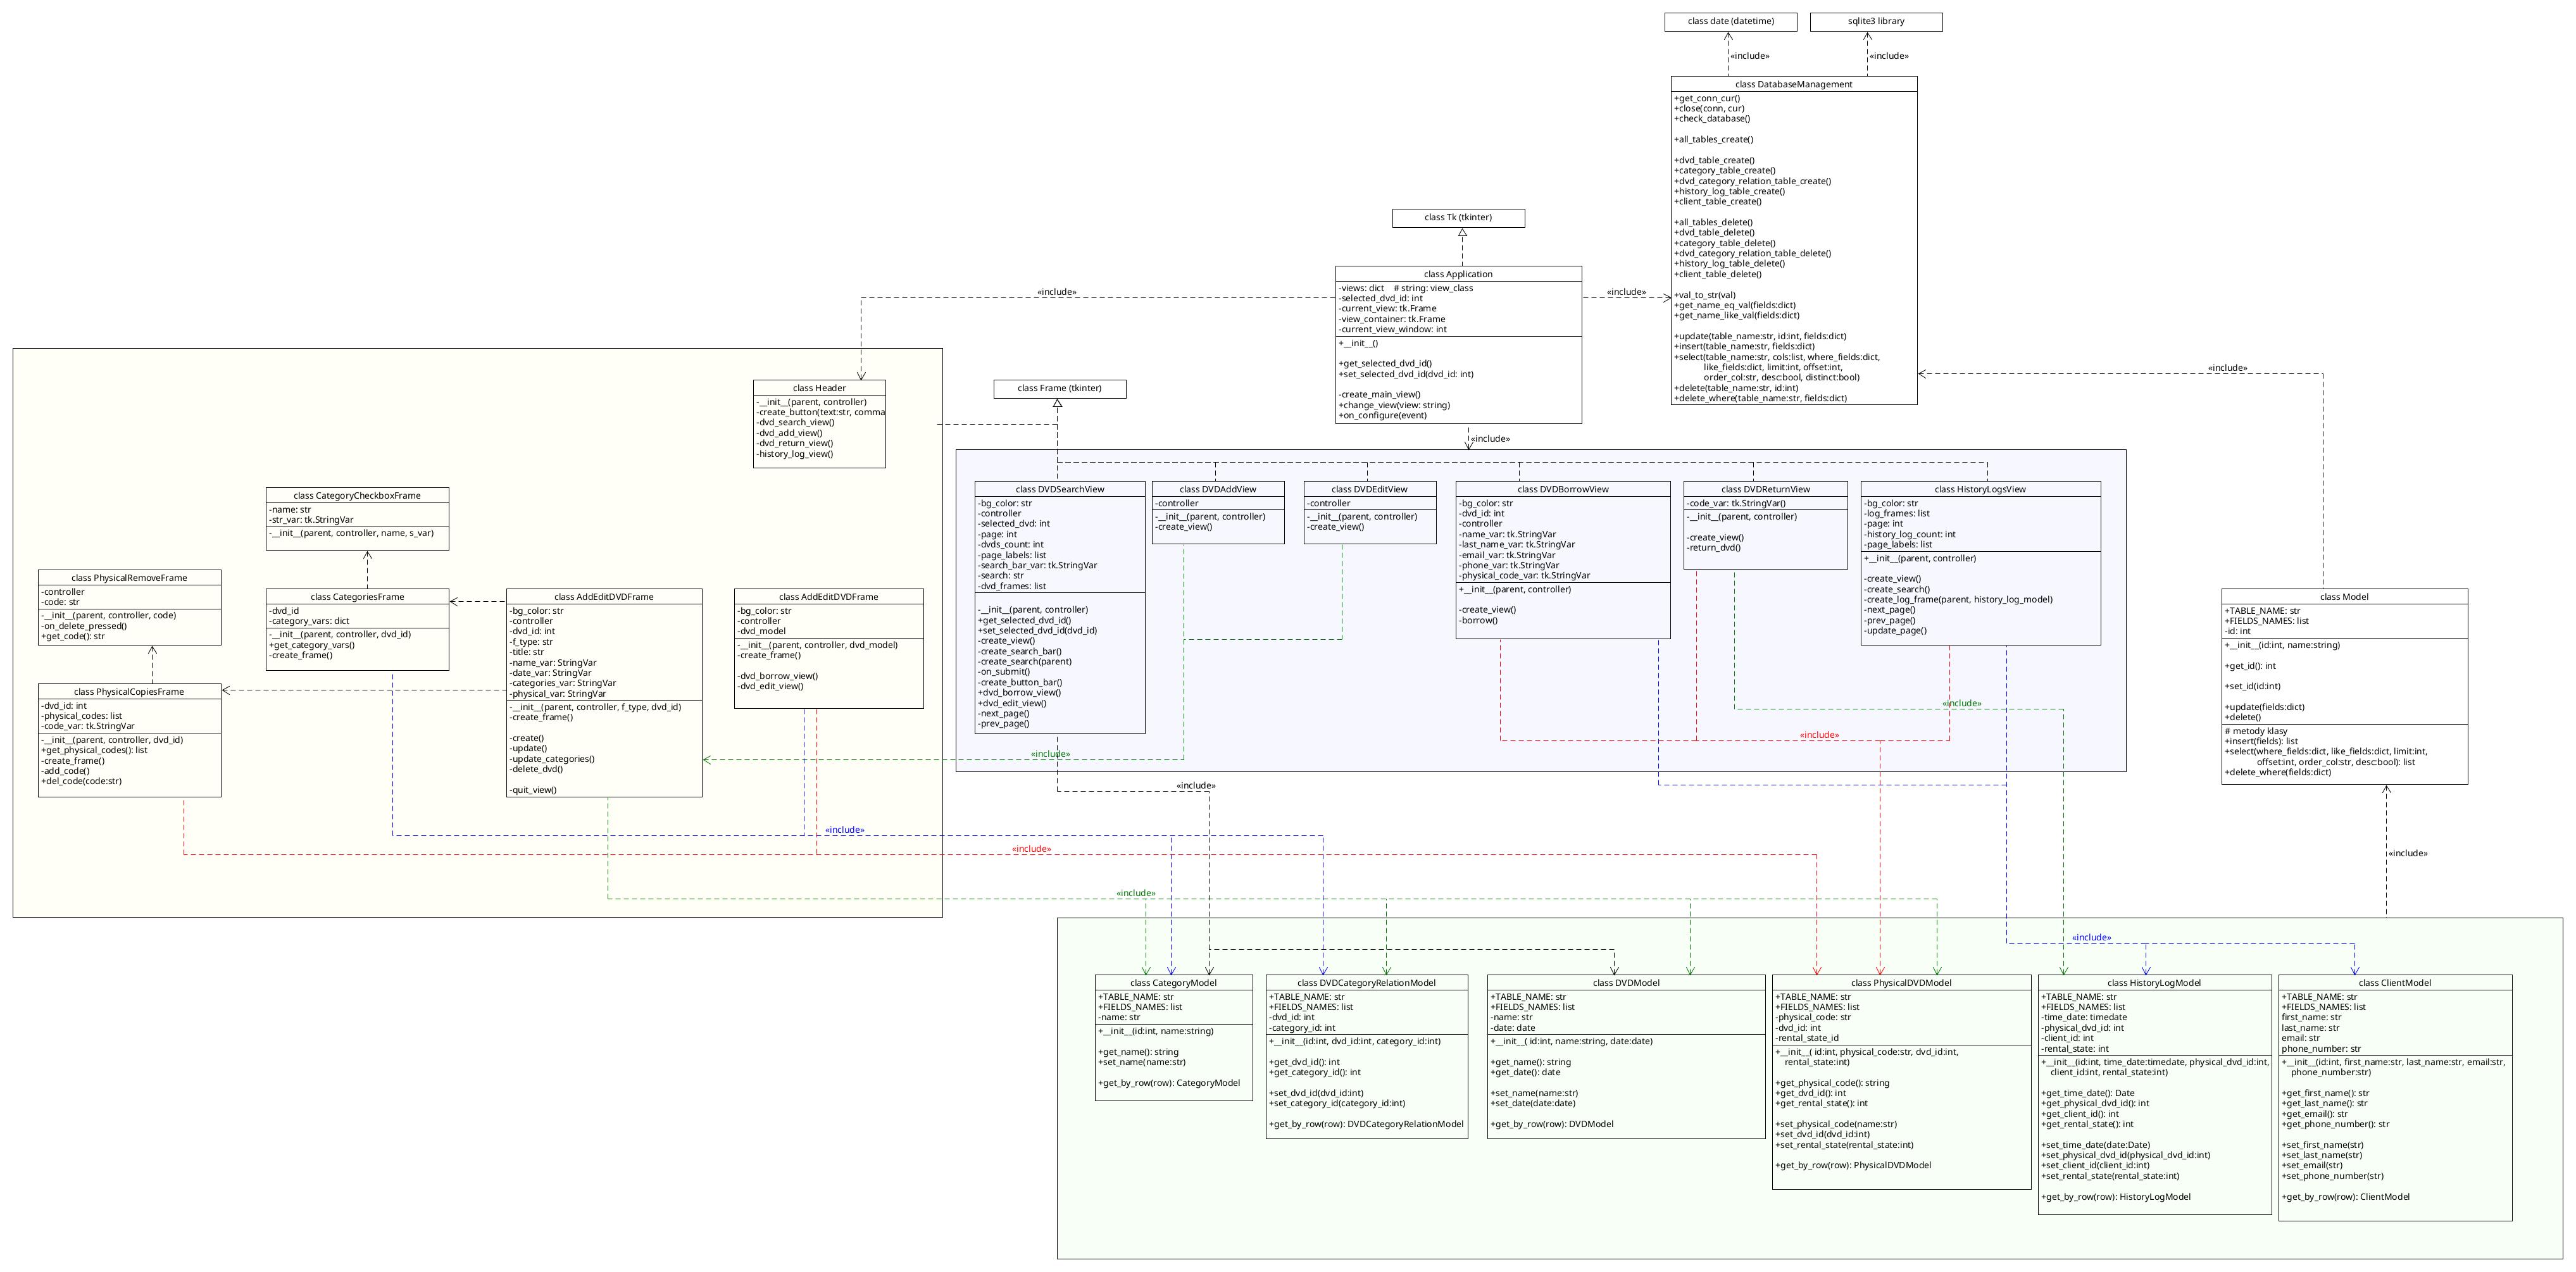 class date (datetime)
sqlite3 library
«include»
«include»
class DatabaseManagement
+get_conn_cur()
+close(conn, cur)
+check_database()
+all_tables_create()
+dvd_table_create()
+category_table_create()
+dvd_category_relation_table_create()
+history_log_table_create()
+client_table_create()
+all_tables_delete()
+dvd_table_delete()
+category_table_delete()
+dvd_category_relation_table_delete()
+history_log_table_delete()
+client_table_delete()
+val_to_str(val)
+get_name_eq_val(fields:dict)
+get_name_like_val(fields:dict)
+update(table_name:str, id:int, fields:dict)
+insert(table_name:str, fields:dict)
+select(table_name:str, cols:list, where_fields:dict,
like_fields:dict, limit:int, offset:int,
order_col:str, desc:bool, distinct:bool)
+delete(table_name:str, id:int)
+delete_where(table_name:str, fields:dict)
class Tk (tkinter)
class Application
-views: dict # string: view_class
-selected_dvd_id: int
-current_view: tk.Frame
-view_container: tk.Frame
-current_view_window: int
+__init__()
+get_selected_dvd_id()
+set_selected_dvd_id(dvd_id: int)
-create_main_view()
+change_view(view: string)
+on_configure(event)
«include»
«include»
«include»
«include»
class Header
-__init__(parent, controller)
-create_button(text:str, comma
-dvd_search_view()
-dvd_add_view()
-dvd_return_view()
-history_log_view()
class Frame (tkinter)
class CategoryCheckboxFrame
-name: str
-str_var: tk.StringVar
-__init__(parent, controller, name, s_var)
class PhysicalRemoveFrame
-controller
-code: str
-__init__(parent, controller, code)
-on_delete_pressed()
+get_code(): str
class CategoriesFrame
-dvd_id
-category_vars: dict
-__init__(parent, controller, dvd_id)
+get_category_vars()
-create_frame()
class AddEditDVDFrame
-bg_color: str
-controller
-dvd_id: int
-f_type: str
-title: str
-name_var: StringVar
-date_var: StringVar
-categories_var: StringVar
-physical_var: StringVar
-__init__(parent, controller, f_type, dvd_id)
-create_frame()
-create()
-update()
-update_categories()
-delete_dvd()
-quit_view()
class AddEditDVDFrame
-bg_color: str
-controller
-dvd_model
-__init__(parent, controller, dvd_model)
-create_frame()
-dvd_borrow_view()
-dvd_edit_view()
class PhysicalCopiesFrame
-dvd_id: int
-physical_codes: list
-code_var: tk.StringVar
-__init__(parent, controller, dvd_id)
+get_physical_codes(): list
-create_frame()
-add_code()
+del_code(code:str)
class DVDSearchView
-bg_color: str
-controller
-selected_dvd: int
-page: int
-dvds_count: int
-page_labels: list
-search_bar_var: tk.StringVar
-search: str
-dvd_frames: list
-__init__(parent, controller)
+get_selected_dvd_id()
+set_selected_dvd_id(dvd_id)
-create_view()
-create_search_bar()
-create_search(parent)
-on_submit()
-create_button_bar()
+dvd_borrow_view()
+dvd_edit_view()
-next_page()
-prev_page()
class DVDAddView
-controller
-__init__(parent, controller)
-create_view()
class DVDEditView
-controller
-__init__(parent, controller)
-create_view()
class DVDBorrowView
-bg_color: str
-dvd_id: int
-controller
-name_var: tk.StringVar
-last_name_var: tk.StringVar
-email_var: tk.StringVar
-phone_var: tk.StringVar
-physical_code_var: tk.StringVar
+__init__(parent, controller)
-create_view()
-borrow()
class DVDReturnView
-code_var: tk.StringVar()
-__init__(parent, controller)
-create_view()
-return_dvd()
class HistoryLogsView
-bg_color: str
-log_frames: list
-page: int
-history_log_count: int
-page_labels: list
+__init__(parent, controller)
-create_view()
-create_search()
-create_log_frame(parent, history_log_model)
-next_page()
-prev_page()
-update_page()
class Model
+TABLE_NAME: str
+FIELDS_NAMES: list
-id: int
+__init__(id:int, name:string)
+get_id(): int
+set_id(id:int)
+update(fields:dict)
+delete()
# metody klasy
+insert(fields): list
+select(where_fields:dict, like_fields:dict, limit:int,
offset:int, order_col:str, desc:bool): list
+delete_where(fields:dict)
«include»
«include»
«include»
«include»
«include»
«include»
«include»
«include»
«include»
class CategoryModel
+TABLE_NAME: str
+FIELDS_NAMES: list
-name: str
+__init__(id:int, name:string)
+get_name(): string
+set_name(name:str)
+get_by_row(row): CategoryModel
class DVDCategoryRelationModel
+TABLE_NAME: str
+FIELDS_NAMES: list
-dvd_id: int
-category_id: int
+__init__(id:int, dvd_id:int, category_id:int)
+get_dvd_id(): int
+get_category_id(): int
+set_dvd_id(dvd_id:int)
+set_category_id(category_id:int)
+get_by_row(row): DVDCategoryRelationModel
class DVDModel
+TABLE_NAME: str
+FIELDS_NAMES: list
-name: str
-date: date
+__init__( id:int, name:string, date:date)
+get_name(): string
+get_date(): date
+set_name(name:str)
+set_date(date:date)
+get_by_row(row): DVDModel
class PhysicalDVDModel
+TABLE_NAME: str
+FIELDS_NAMES: list
-physical_code: str
-dvd_id: int
-rental_state_id
+__init__( id:int, physical_code:str, dvd_id:int,
rental_state:int)
+get_physical_code(): string
+get_dvd_id(): int
+get_rental_state(): int
+set_physical_code(name:str)
+set_dvd_id(dvd_id:int)
+set_rental_state(rental_state:int)
+get_by_row(row): PhysicalDVDModel
class HistoryLogModel
+TABLE_NAME: str
+FIELDS_NAMES: list
-time_date: timedate
-physical_dvd_id: int
-client_id: int
-rental_state: int
+__init__(id:int, time_date:timedate, physical_dvd_id:int,
client_id:int, rental_state:int)
+get_time_date(): Date
+get_physical_dvd_id(): int
+get_client_id(): int
+get_rental_state(): int
+set_time_date(date:Date)
+set_physical_dvd_id(physical_dvd_id:int)
+set_client_id(client_id:int)
+set_rental_state(rental_state:int)
+get_by_row(row): HistoryLogModel
class ClientModel
+TABLE_NAME: str
+FIELDS_NAMES: list
first_name: str
last_name: str
email: str
phone_number: str
+__init__(id:int, first_name:str, last_name:str, email:str,
phone_number:str)
+get_first_name(): str
+get_last_name(): str
+get_email(): str
+get_phone_number(): str
+set_first_name(str)
+set_last_name(str)
+set_email(str)
+set_phone_number(str)
+get_by_row(row): ClientModel